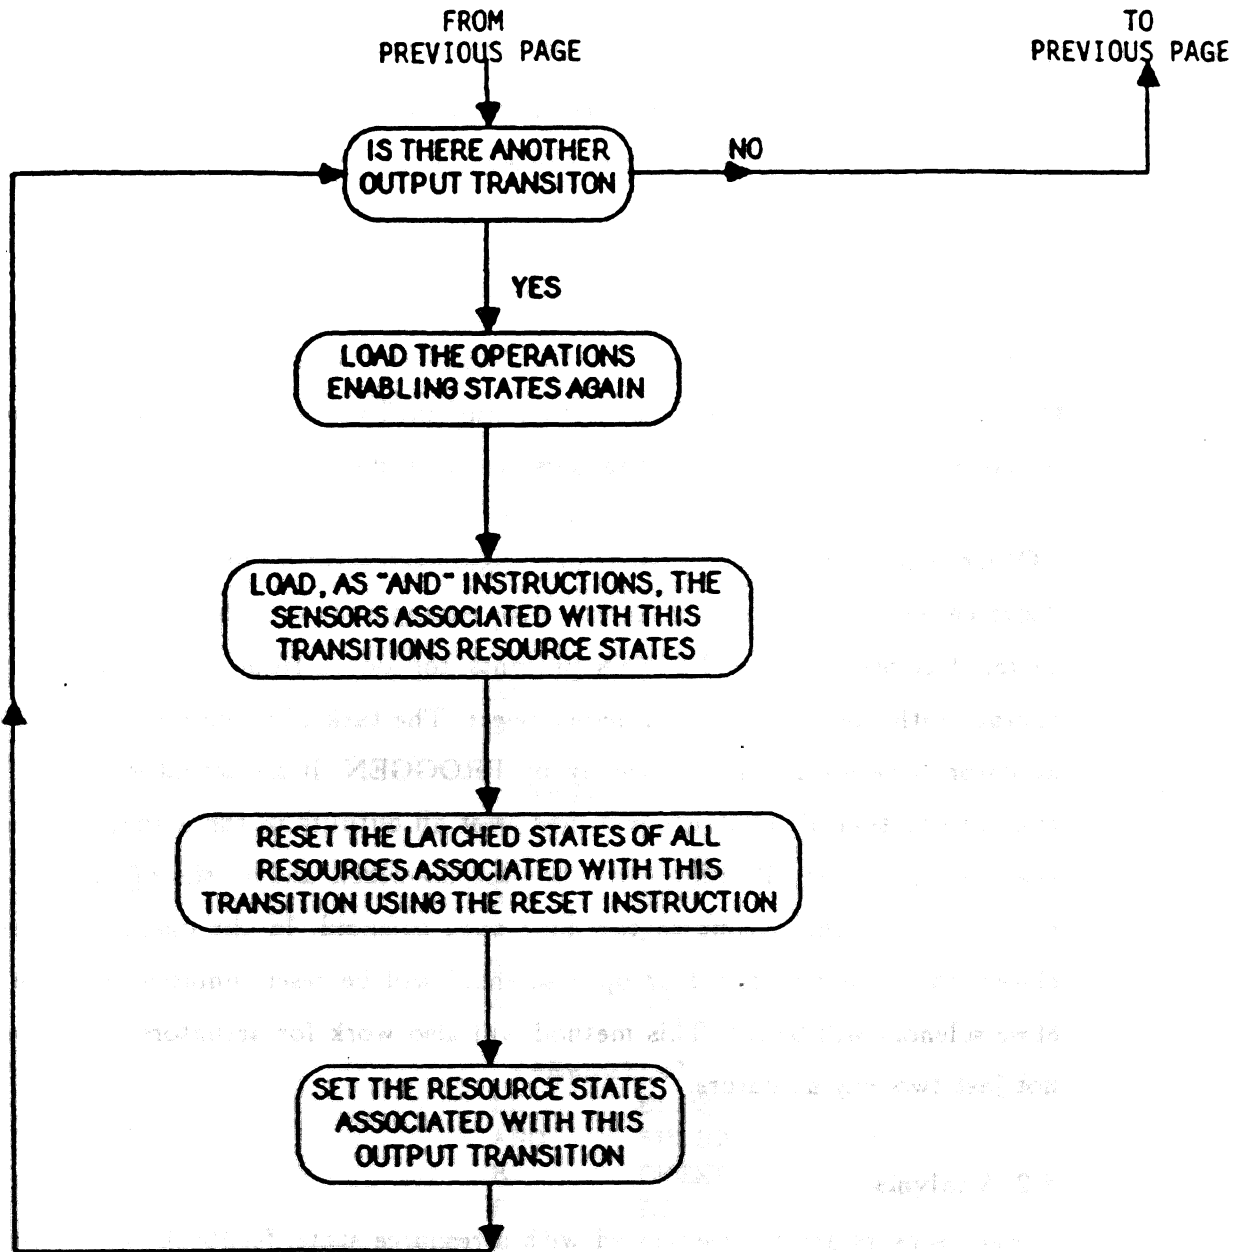 FROM
PREVIOUS PAGE
TO
PREVIOUS PAGE
IS THERE ANOTHER
OUTPUT TRANSITON
NO
YES
LOAD THE OPERATIONS
ENABLING STATES AGAIN
LOAD, AS "AND" INSTRUCTIONS, THE
SENSORS ASSOCIATED WITH THIS
TRANSITIONS RESOURCE STATES
RESET THE LATCHED STATES OF ALL
RESOURCES ASSOCIATED WITH THIS
TRANSITION USING THE RESET INSTRUCTION
SET THE RESOURCE STATES
ASSOCIATED WITH THIS
OUTPUT TRANSITION